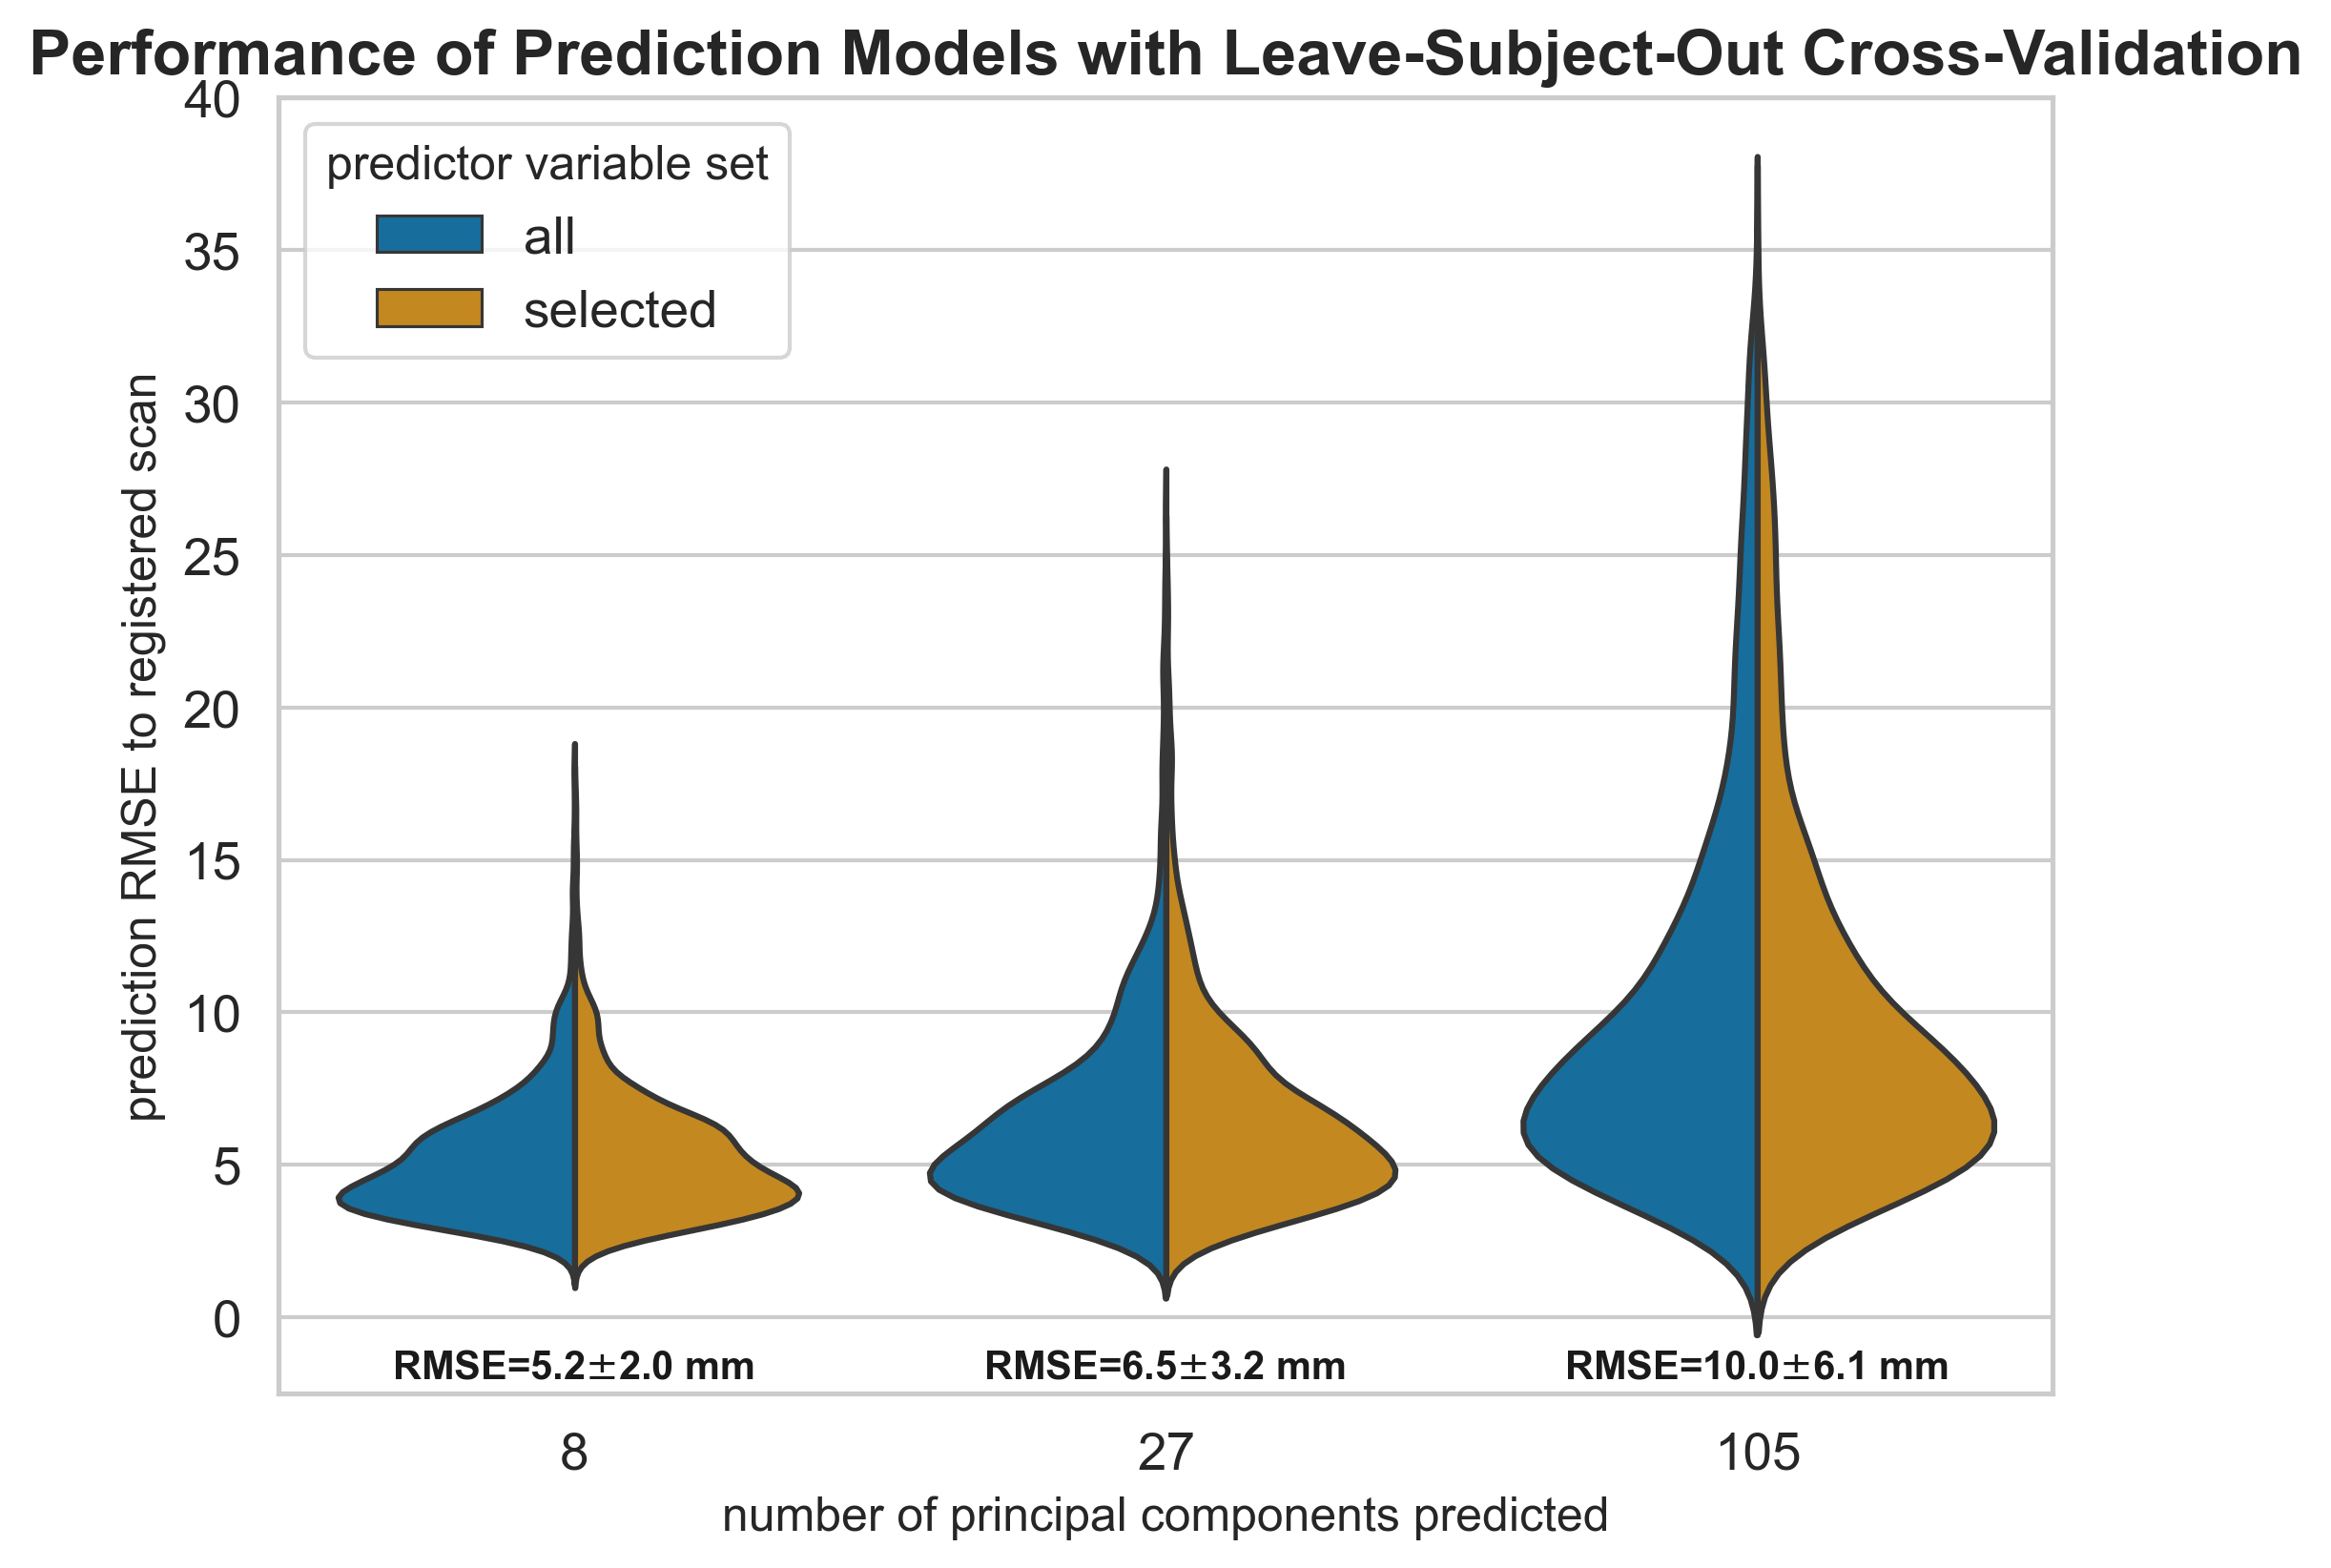 Performance of Prediction Models with Leave-Subject-Out Cross-Validation
40
35
30
25
20
15
10
5
0
prediction RMSE to registered scan
predictor variable set
all
selected
RMSE=5.2±2.0 mm
RMSE=6.5±3.2 mm
RMSE=10.0±6.1 mm
8
27
105
number of principal components predicted